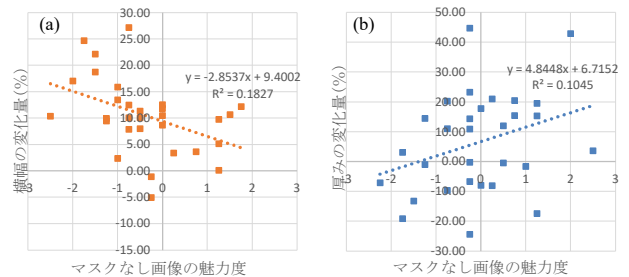 (a)
30.00
25.00
20.00
15.00
10.00
5.00
0.00
-5.00
-10.00
-15.00
-3 -2 -1 0 1 2 3
y = -2.8537x + 9.4002
R² = 0.1827
横幅の変化量(%)
マスクなし画像の魅力度
(b)
50.00
40.00
30.00
20.00
10.00
0.00
-10.00
-20.00
-30.00
-3 -2 -1 0 1 2 3
y = 4.8448x + 6.7152
R² = 0.1045
厚みの変化量(%)
マスクなし画像の魅力度